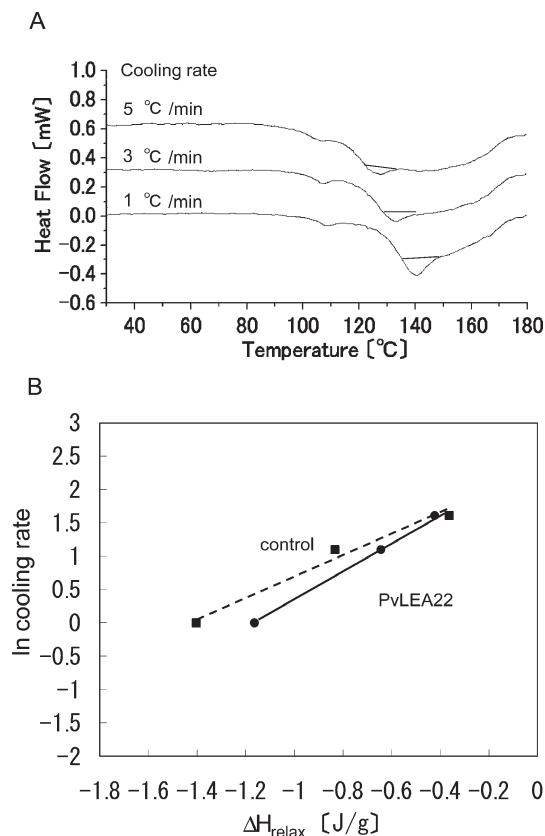 A
Cooling rate
5 ℃ /min
3 ℃ /min
1 ℃ /min
1.0
0.8
0.6
0.4
0.2
0.0
−0.2
−0.4
−0.6
Heat Flow [mW]
40 60 80 100 120 140 160 180
Temperature [℃]
B
3
2.5
2
1.5
1
0.5
0
−0.5
−1
−1.5
−2
ln cooling rate
control
PvLEA22
−1.8 −1.6 −1.4 −1.2 −1 −0.8 −0.6 −0.4 −0.2 0
ΔHrelax [J/g]